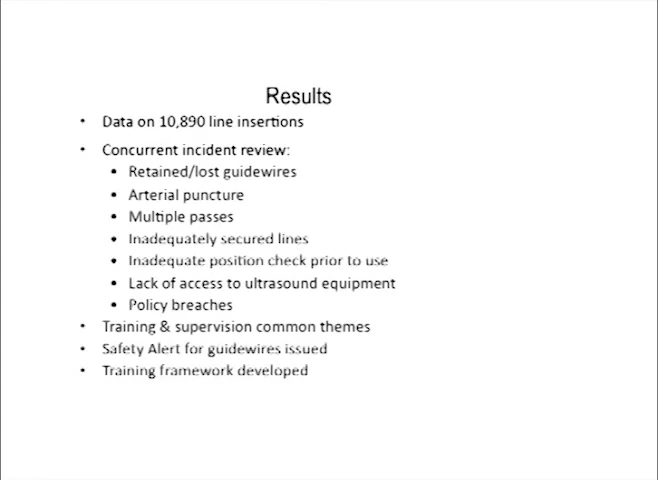 Results
• Data on 10,890 line insertions
• Concurrent incident review:
• Retained/lost guidewires
• Arterial puncture
• Multiple passes
• Inadequately secured lines
• Inadequate position check prior to use
• Lack of access to ultrasound equipment
• Policy breaches
• Training & supervision common themes
• Safety Alert for guidewires issued
• Training framework developed